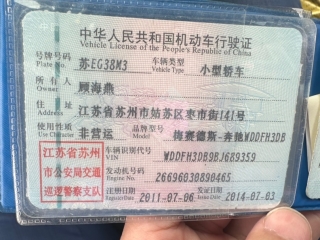 中华人民共和国机动车行驶证
Vehicle License of the People's Republic of China
号牌号码 苏EG38M3 车辆类型 小型轿车
Plate No. Vehicle Type
所有人 顾海燕
Owner
住址 江苏省苏州市姑苏区枣市街141号
Address
使用性质 非营运 品牌型号 梅赛德斯-奔驰WDDFH3DB
Use Character Model
江苏省苏州
市公安局交通
巡逻警察支队
车辆识别代号 WDDFH3DB9BJ689359
VIN
发动机号码 26696030890465
Engine No.
注册日期 2011-07-06 发证日期 2014-07-03
Register Date Issue Date